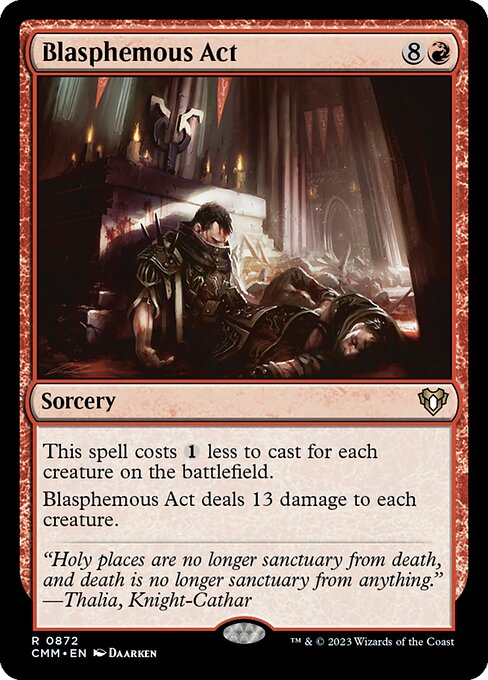 Blasphemous Act 8
Sorcery
This spell costs 1 less to cast for each
creature on the battlefield.
Blasphemous Act deals 13 damage to each
creature.
“Holy places are no longer sanctuary from death,
and death is no longer sanctuary from anything.”
—Thalia, Knight-Cathar
R 0872
CMM • EN DAARKEN
™ & © 2023 Wizards of the Coast